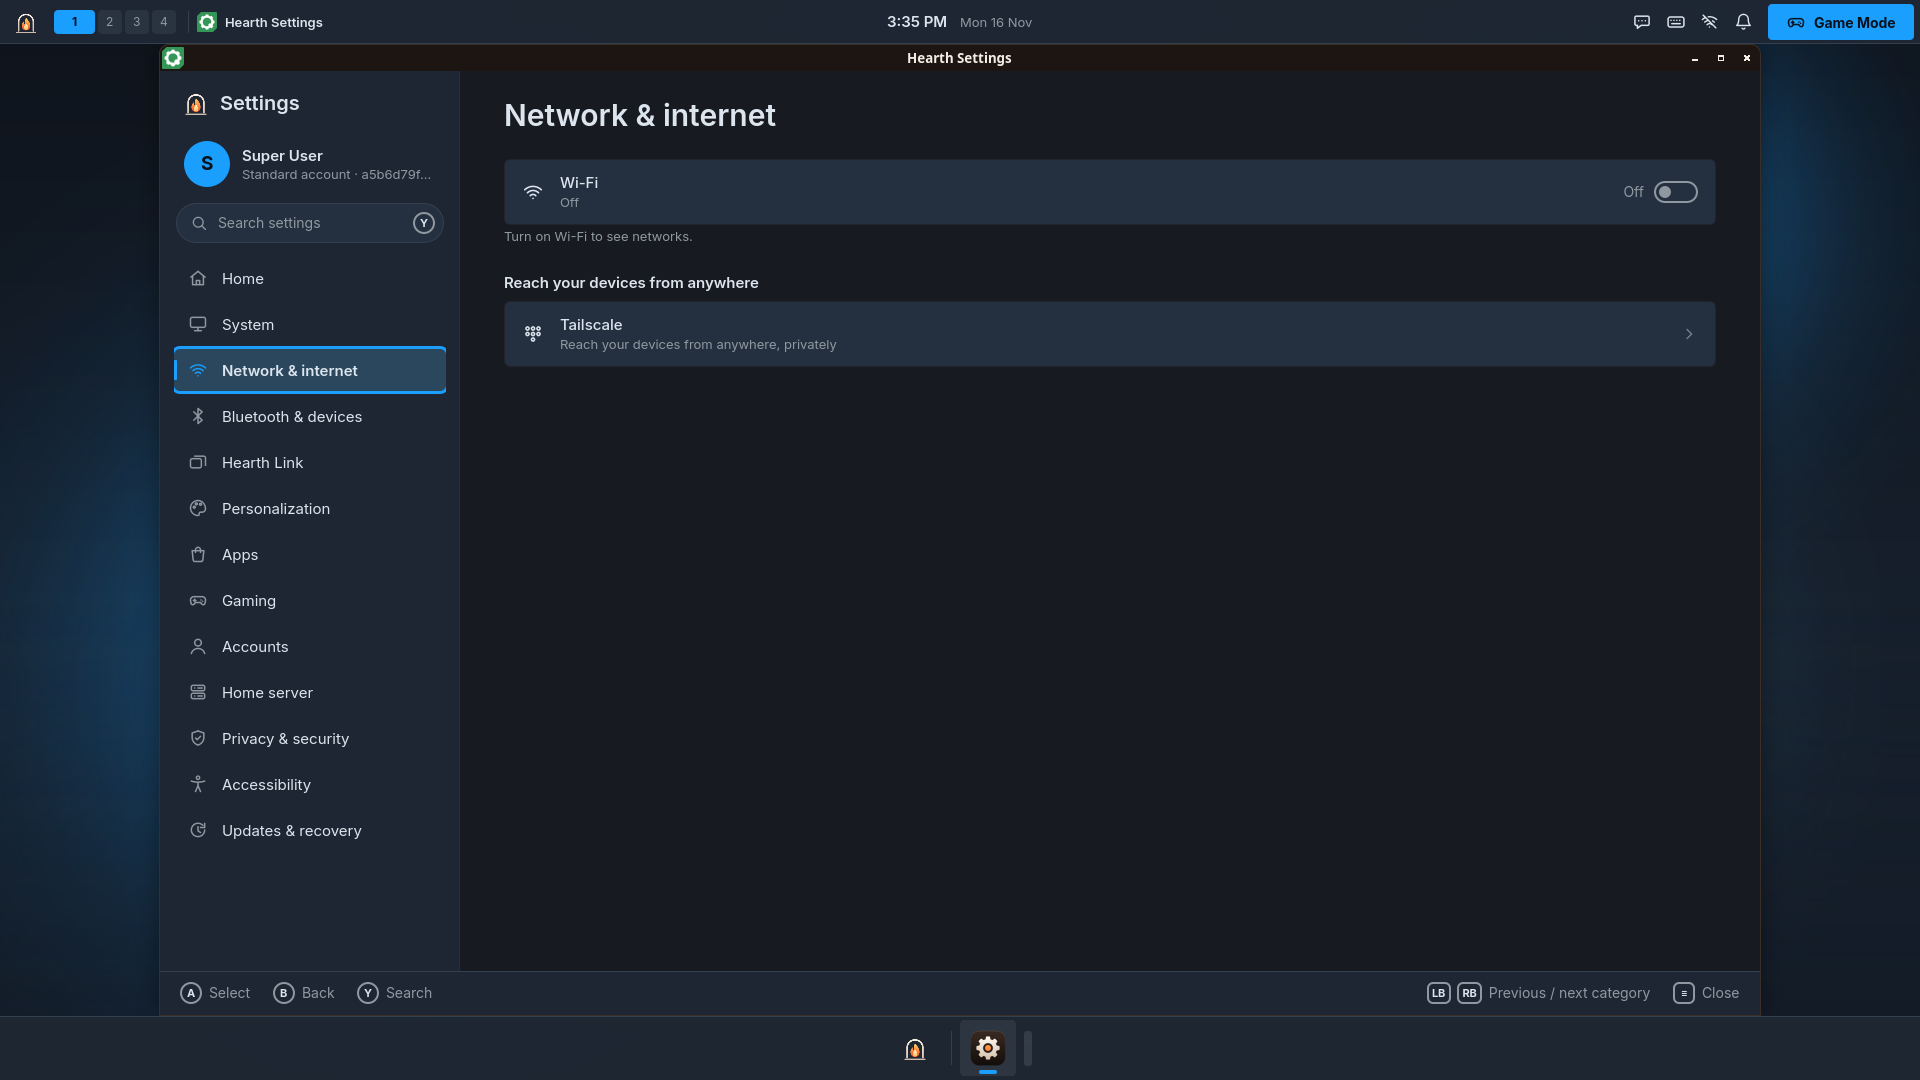 1 2 3 4 Hearth Settings 3:35 PM Mon 16 Nov Game Mode
Hearth Settings
Settings
S
Super User
Standard account · a5b6d79f...
Search settings Y
Home
System
Network & internet
Bluetooth & devices
Hearth Link
Personalization
Apps
Gaming
Accounts
Home server
Privacy & security
Accessibility
Updates & recovery
Network & internet
Wi-Fi
Off
Off
Turn on Wi-Fi to see networks.
Reach your devices from anywhere
Tailscale
Reach your devices from anywhere, privately
A Select B Back Y Search LB RB Previous / next category Close